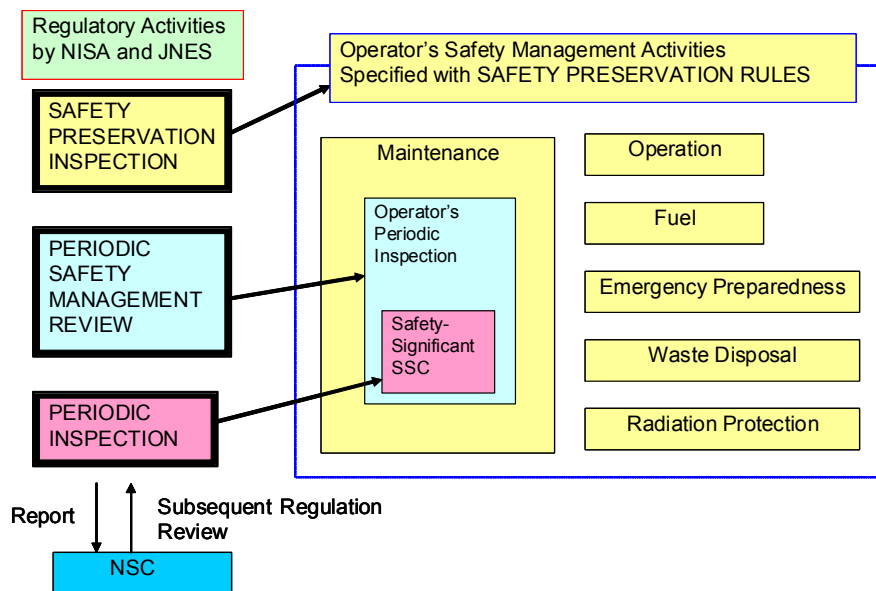 Regulatory Activities
by NISA and JNES
Operator's Safety Management Activities
Specified with SAFETY PRESERVATION RULES
SAFETY
PRESERVATION
INSPECTION
PERIODIC
SAFETY
MANAGEMENT
REVIEW
PERIODIC
INSPECTION
Report
Subsequent Regulation
Review
NSC
Maintenance
Operator's
Periodic
Inspection
Safety-
Significant
SSC
Operation
Fuel
Emergency Preparedness
Waste Disposal
Radiation Protection